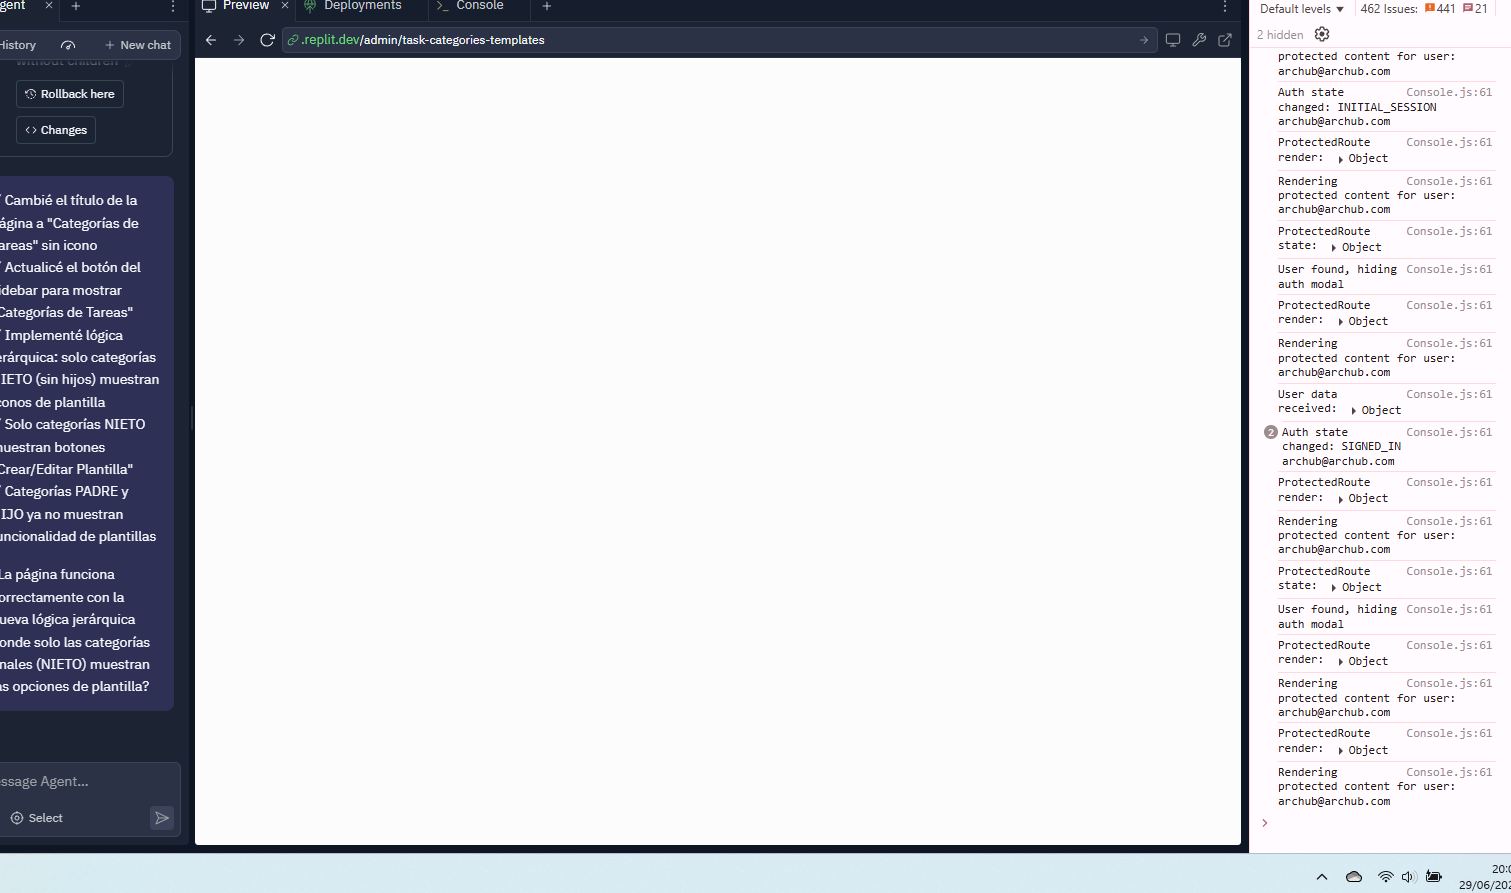 gent
Preview
Deployments
Console
Default levels
462 Issues:
441
21
History
New chat
.replit.dev/admin/task-categories-templates
2 hidden
without children
Rollback here
Changes
Cambié el título de la
ágina a "Categorías de
areas" sin icono
Actualicé el botón del
idebar para mostrar
Categorías de Tareas"
Implementé lógica
erárquica: solo categorías
IETO (sin hijos) muestran
conos de plantilla
Solo categorías NIETO
nuestran botones
Crear/Editar Plantilla"
Categorías PADRE y
IJO ya no muestran
uncionalidad de plantillas
La página funciona
orrectamente con la
ueva lógica jerárquica
onde solo las categorías
nales (NIETO) muestran
as opciones de plantilla?
essage Agent...
Select
protected content for user:
archub@archub.com
Auth state Console.js:61
changed: INITIAL_SESSION
archub@archub.com
ProtectedRoute Console.js:61
render: Object
Rendering Console.js:61
protected content for user:
archub@archub.com
ProtectedRoute Console.js:61
state: Object
User found, hiding Console.js:61
auth modal
ProtectedRoute Console.js:61
render: Object
Rendering Console.js:61
protected content for user:
archub@archub.com
User data Console.js:61
received: Object
2 Auth state Console.js:61
changed: SIGNED_IN
archub@archub.com
ProtectedRoute Console.js:61
render: Object
Rendering Console.js:61
protected content for user:
archub@archub.com
ProtectedRoute Console.js:61
state: Object
User found, hiding Console.js:61
auth modal
ProtectedRoute Console.js:61
render: Object
Rendering Console.js:61
protected content for user:
archub@archub.com
ProtectedRoute Console.js:61
render: Object
Rendering Console.js:61
protected content for user:
archub@archub.com
20:0
29/06/202